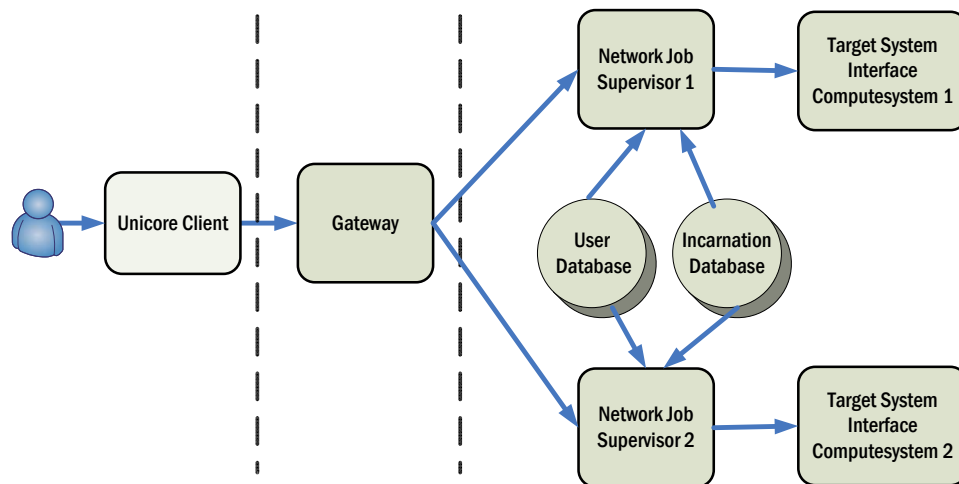 Unicore Client
Gateway
Network Job
Supervisor 1
Target System
Interface
Computesystem 1
User
Database
Incarnation
Database
Network Job
Supervisor 2
Target System
Interface
Computesystem 2